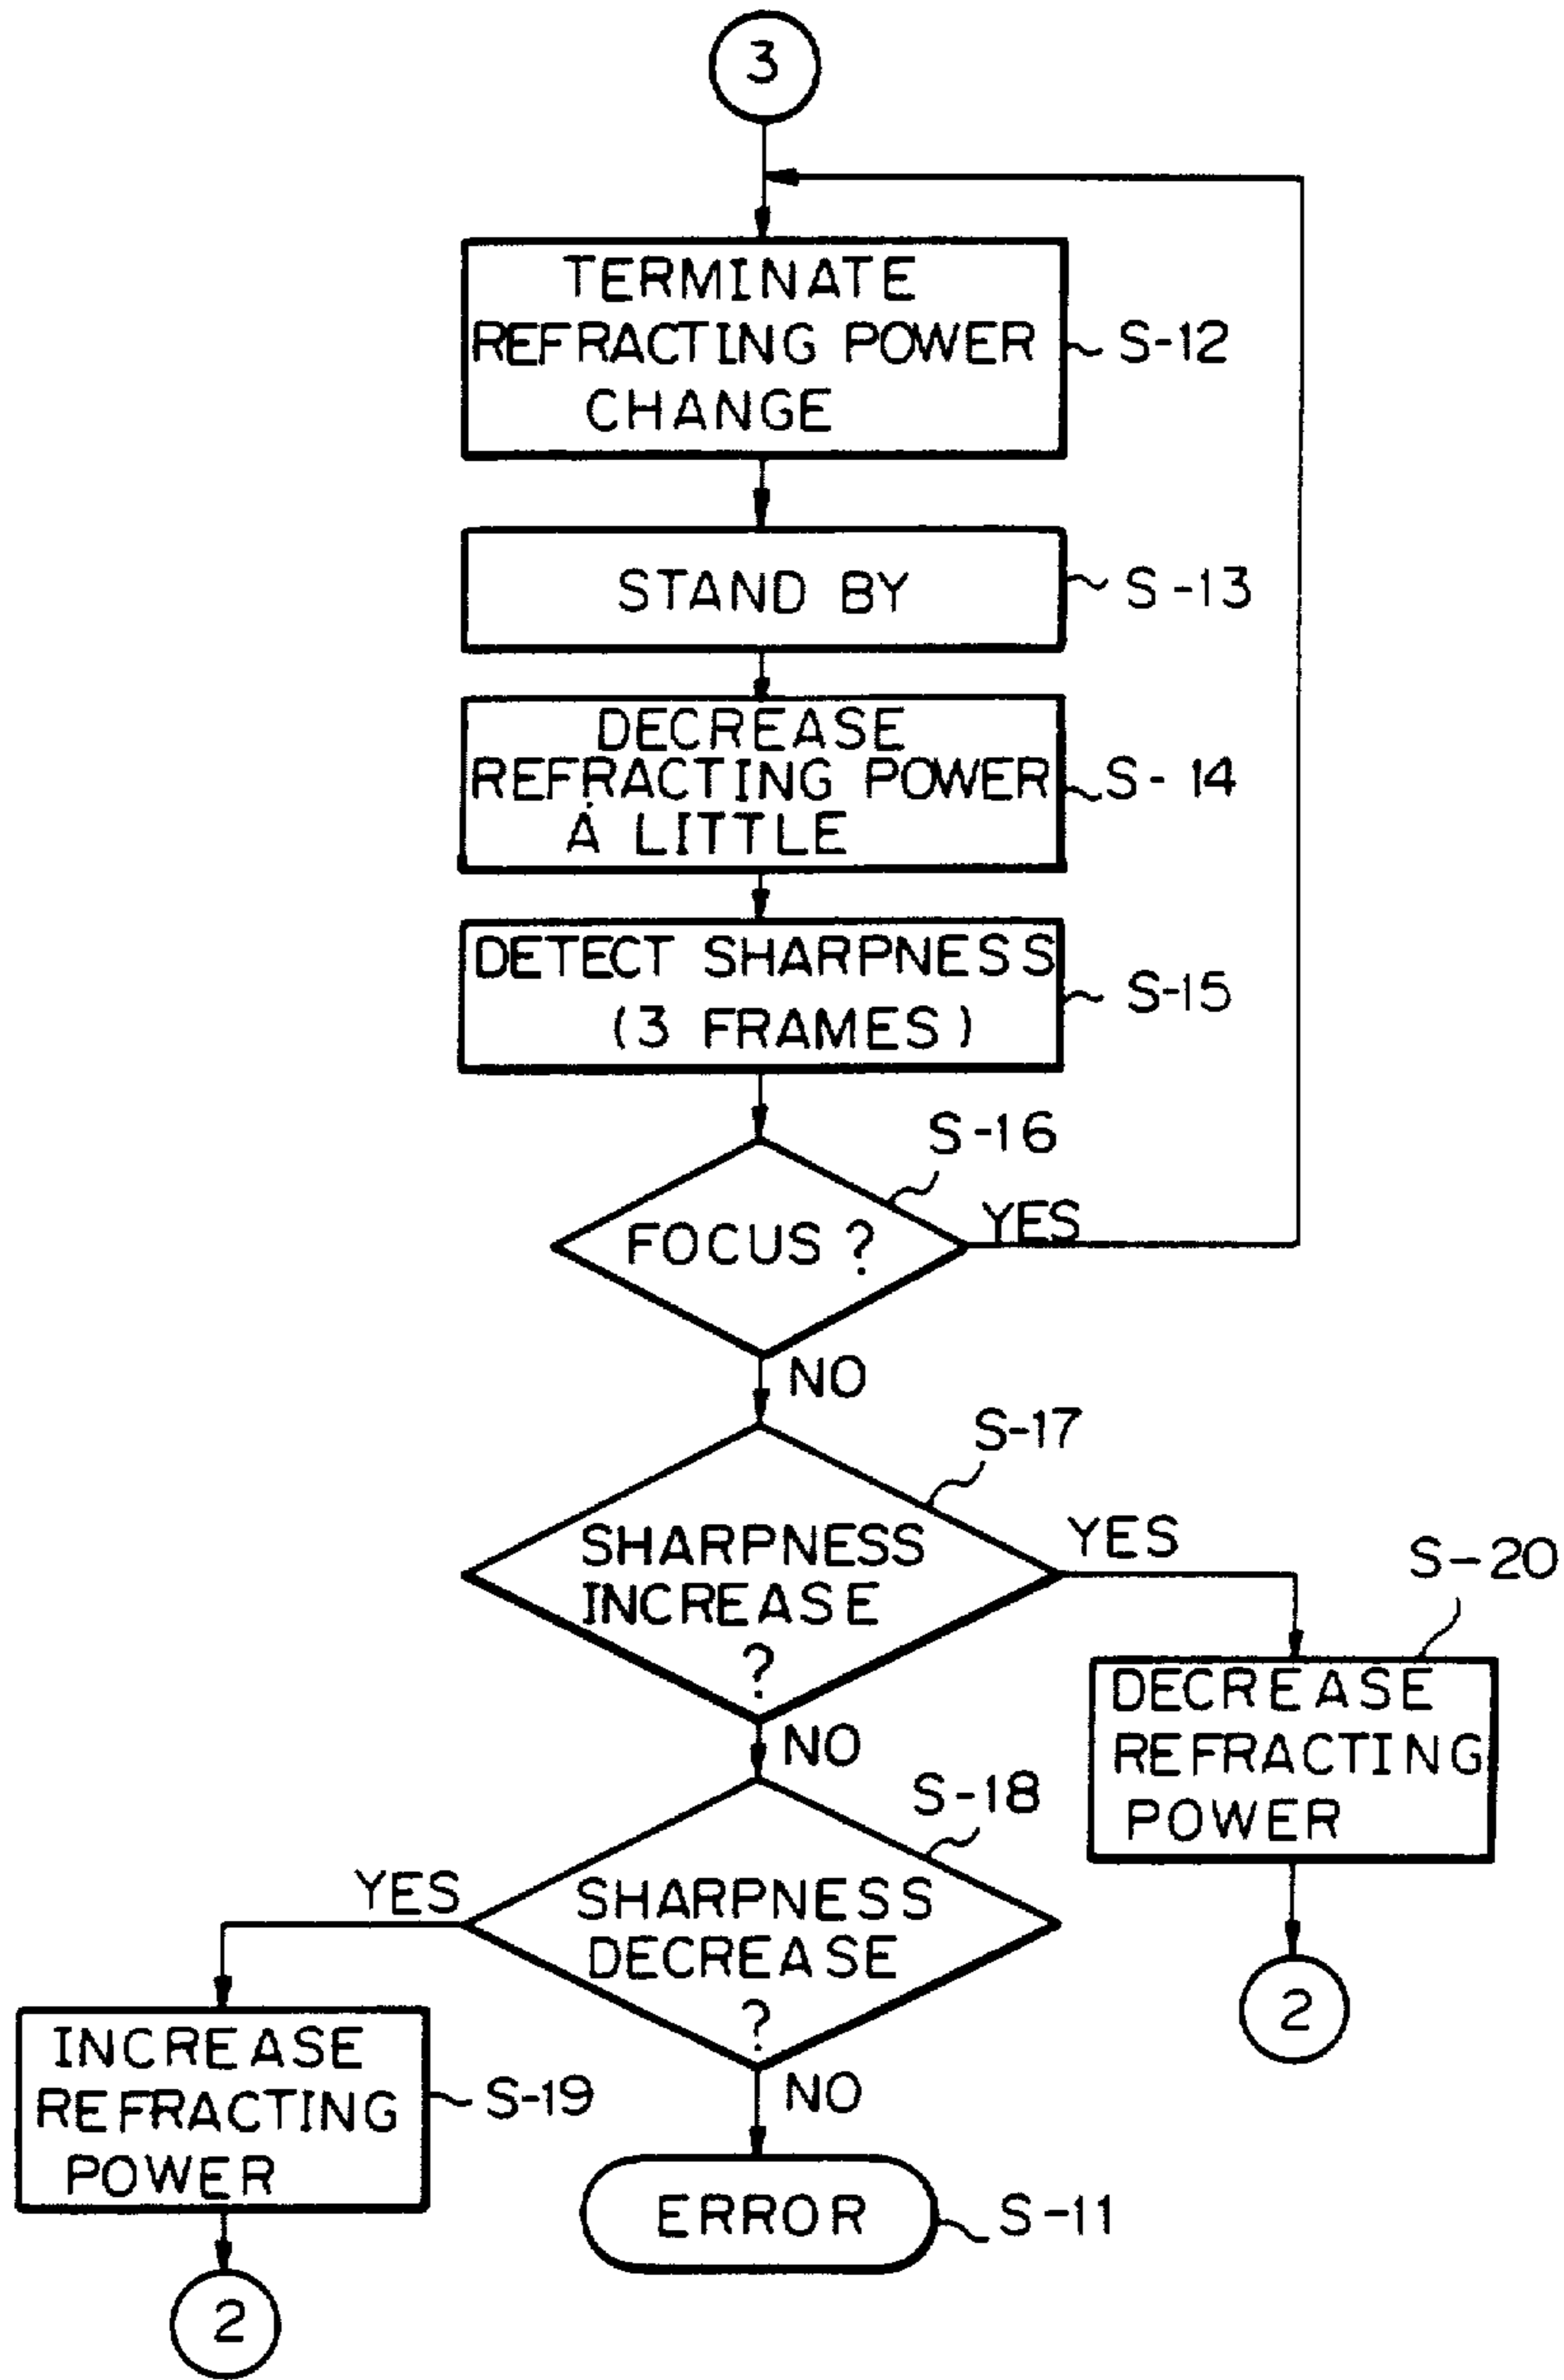 3
TERMINATE
REFRACTING POWER
CHANGE
S-12
STAND BY
S-13
DECREASE
REFRACTING POWER
A LITTLE
S-14
DETECT SHARPNESS
(3 FRAMES)
S-15
S-16
FOCUS ?
YES
NO
S-17
SHARPNESS
INCREASE
?
YES
S-20
DECREASE
REFRACTING
POWER
2
NO
S-18
SHARPNESS
DECREASE
?
YES
INCREASE
REFRACTING
POWER
S-19
2
NO
ERROR
S-11